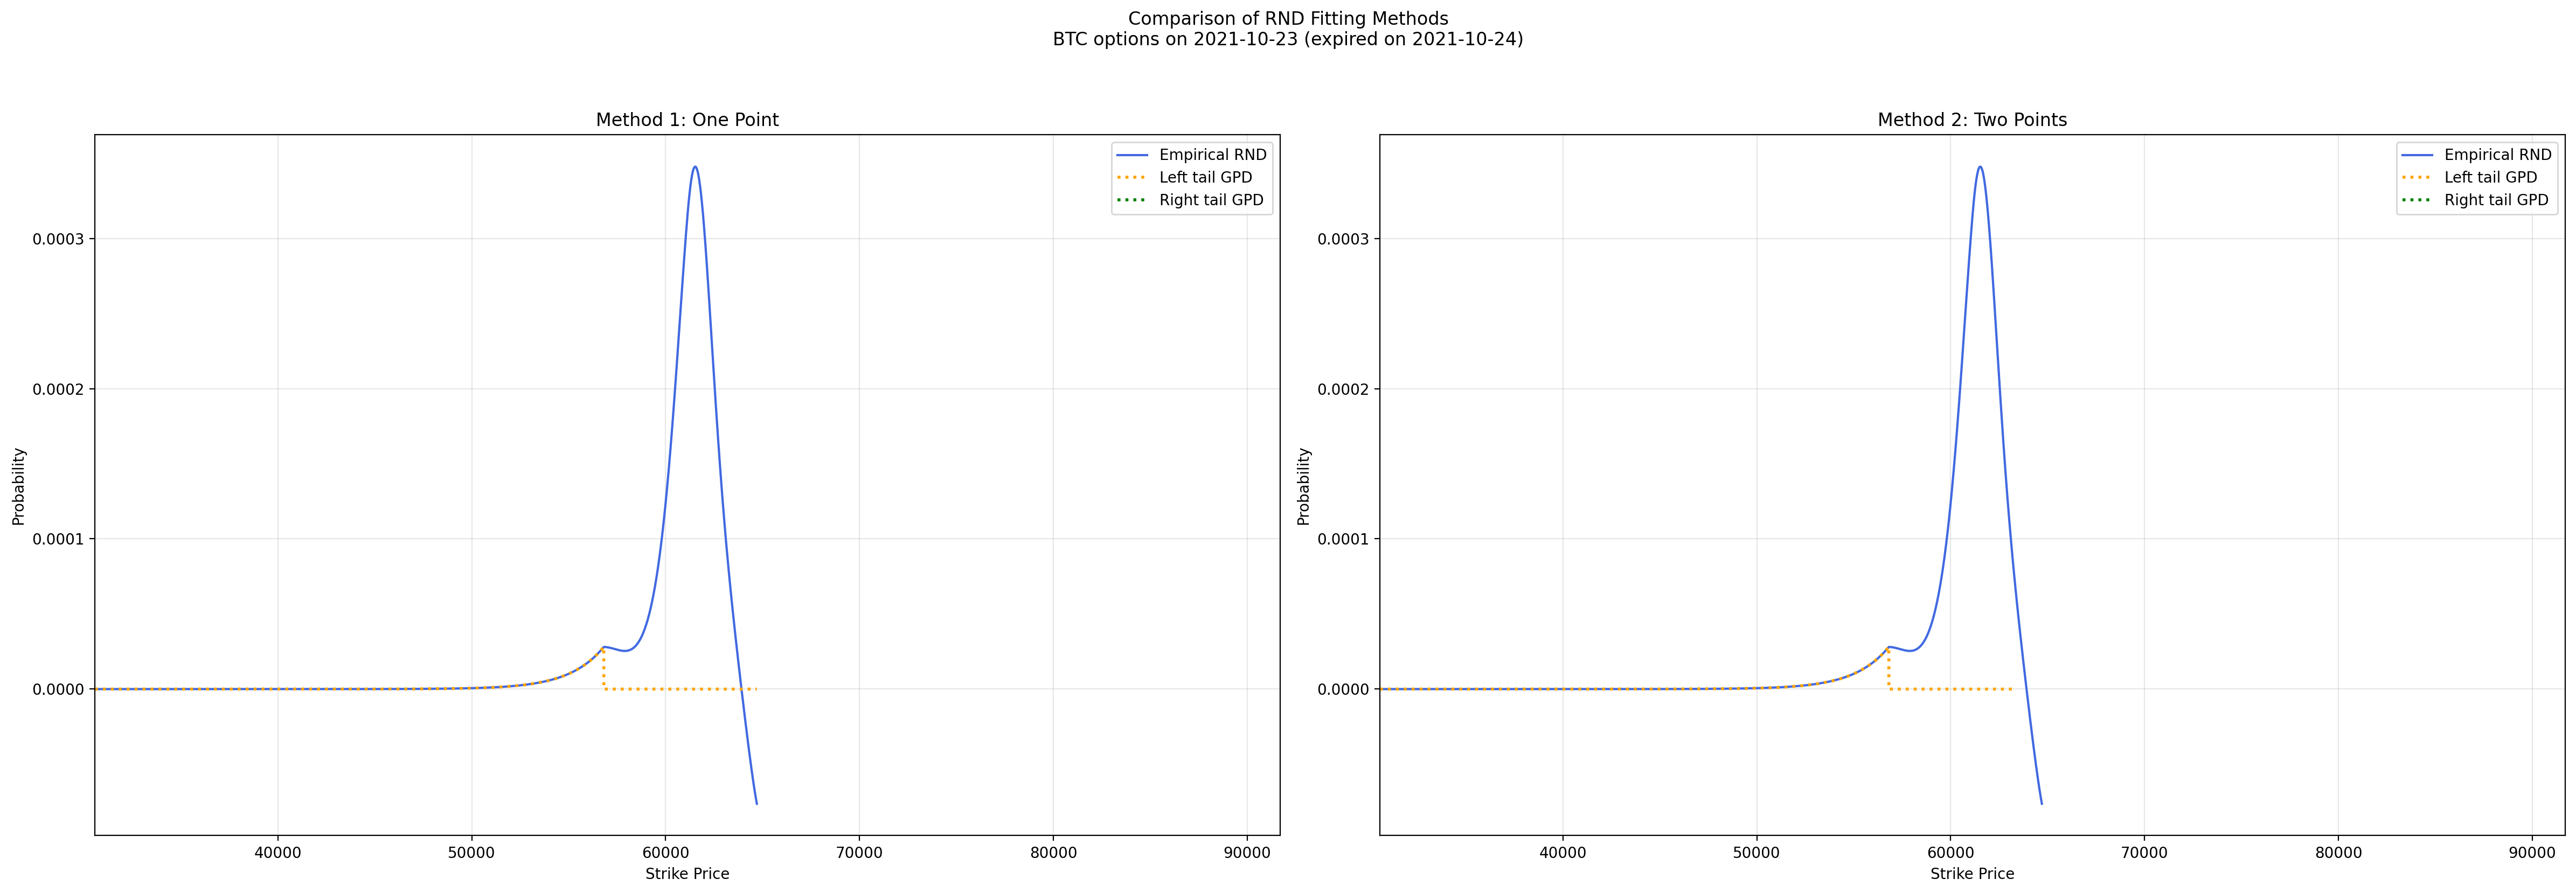 Comparison of RND Fitting Methods
BTC options on 2021-10-23 (expired on 2021-10-24)
Method 1: One Point
Empirical RND
Left tail GPD
Right tail GPD
0.0003
0.0002
0.0001
0.0000
Probability
40000
50000
60000
70000
80000
90000
Strike Price
Method 2: Two Points
Empirical RND
Left tail GPD
Right tail GPD
0.0003
0.0002
0.0001
0.0000
Probability
40000
50000
60000
70000
80000
90000
Strike Price